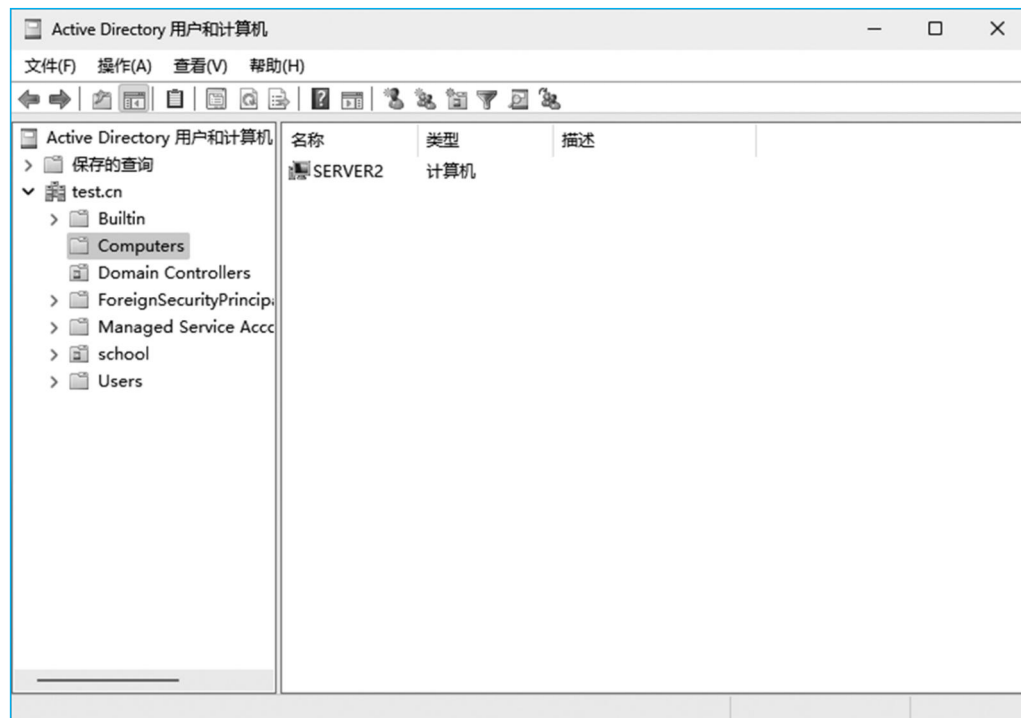 Active Directory 用户和计算机
文件(F) 操作(A) 查看(V) 帮助(H)
Active Directory 用户和计算机
保存的查询
test.cn
Builtin
Computers
Domain Controllers
ForeignSecurityPrincipa
Managed Service Acco
school
Users
名称 类型 描述
SERVER2 计算机